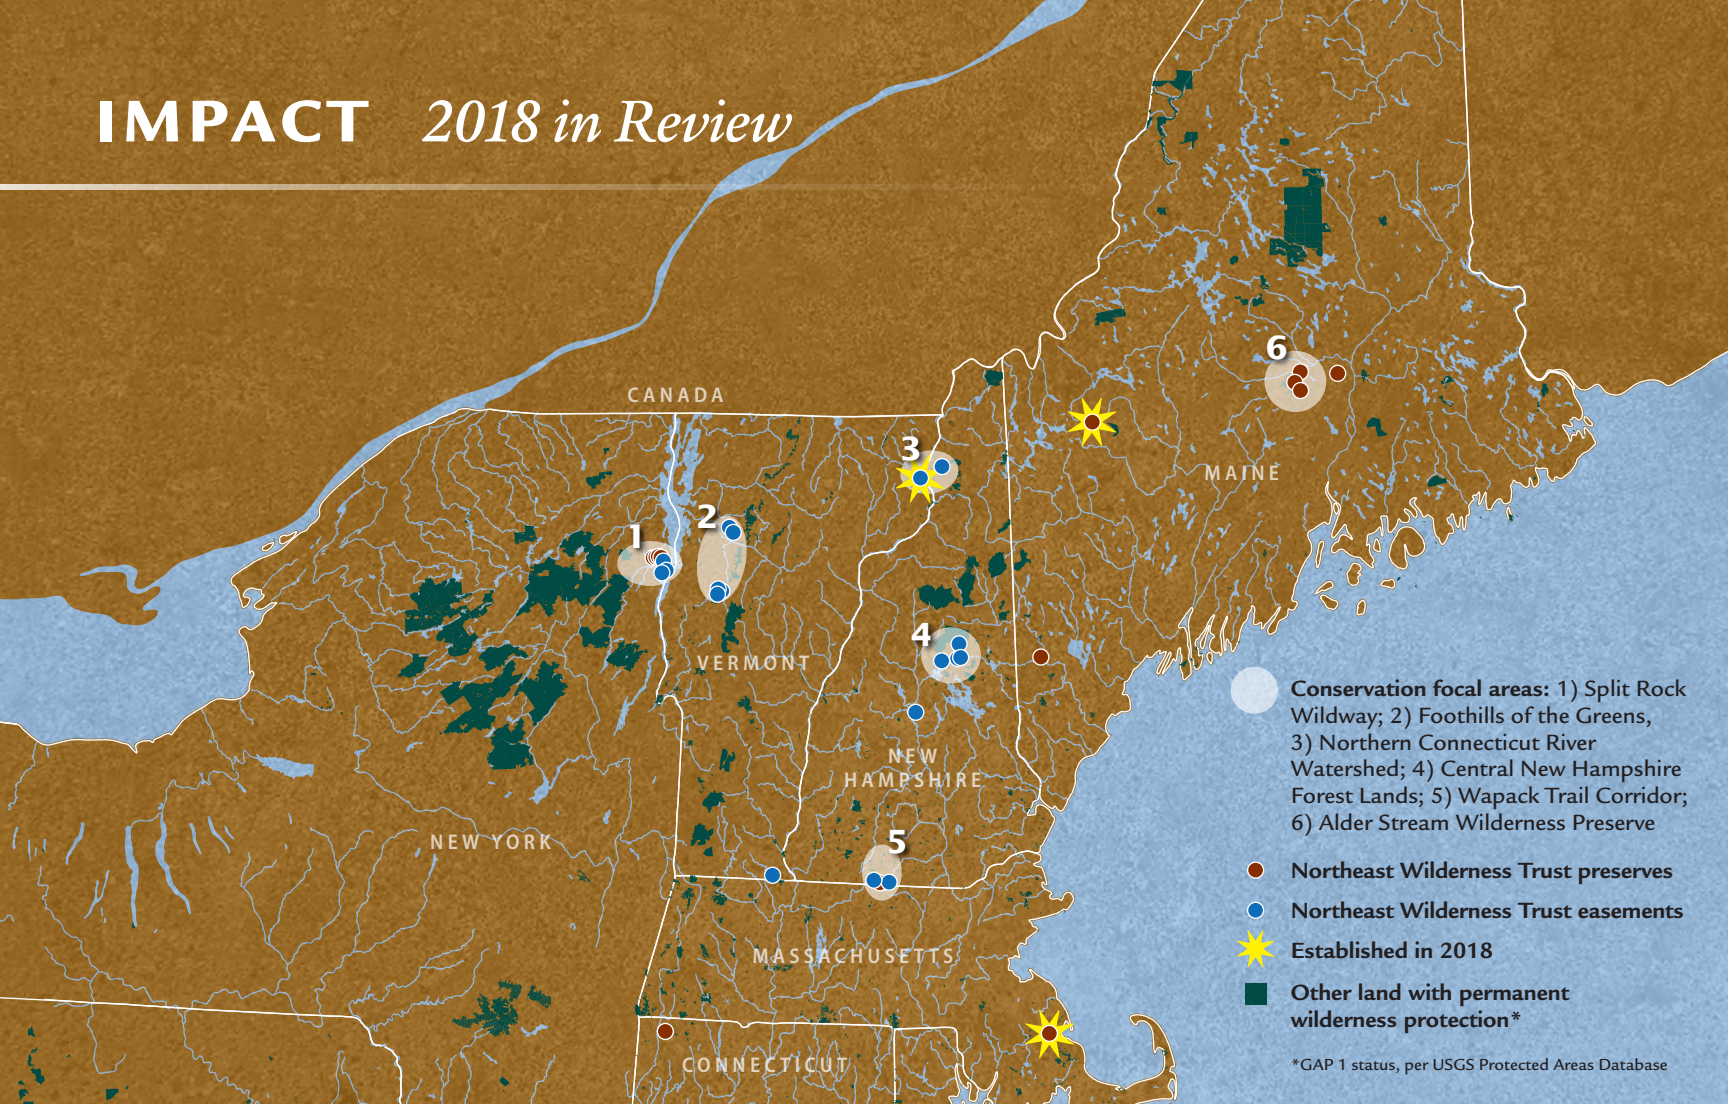 IMPACT 2018 in Review
CANADA
6
3
MAINE
2
1
4
VERMONT
Conservation focal areas: 1) Split Rock
Wildway; 2) Foothills of the Greens,
3) Northern Connecticut River
Watershed; 4) Central New Hampshire
Forest Lands; 5) Wapack Trail Corridor;
6) Alder Stream Wilderness Preserve
NEW
HAMPSHIRE
NEW YORK
5
Northeast Wilderness Trust preserves
Northeast Wilderness Trust easements
MASSACHUSETTS
Established in 2018
Other land with permanent
wilderness protection*
CONNECTICUT
*GAP 1 status, per USGS Protected Areas Database